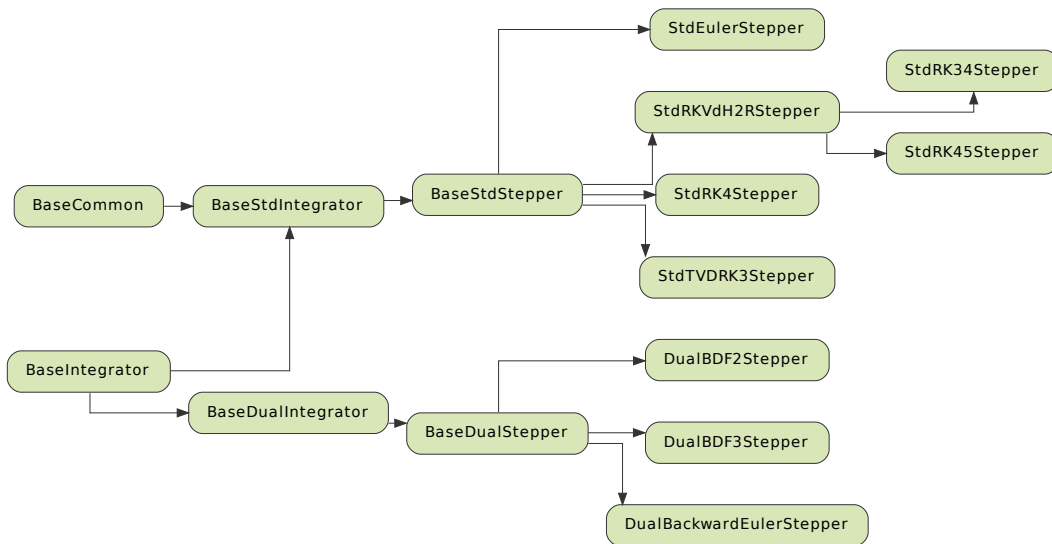 StdEulerStepper
StdRK34Stepper
StdRKVdH2RStepper
StdRK45Stepper
BaseCommon
BaseStdIntegrator
BaseStdStepper
StdRK4Stepper
StdTVDRK3Stepper
BaseIntegrator
DualBDF2Stepper
BaseDualIntegrator
BaseDualStepper
DualBDF3Stepper
DualBackwardEulerStepper